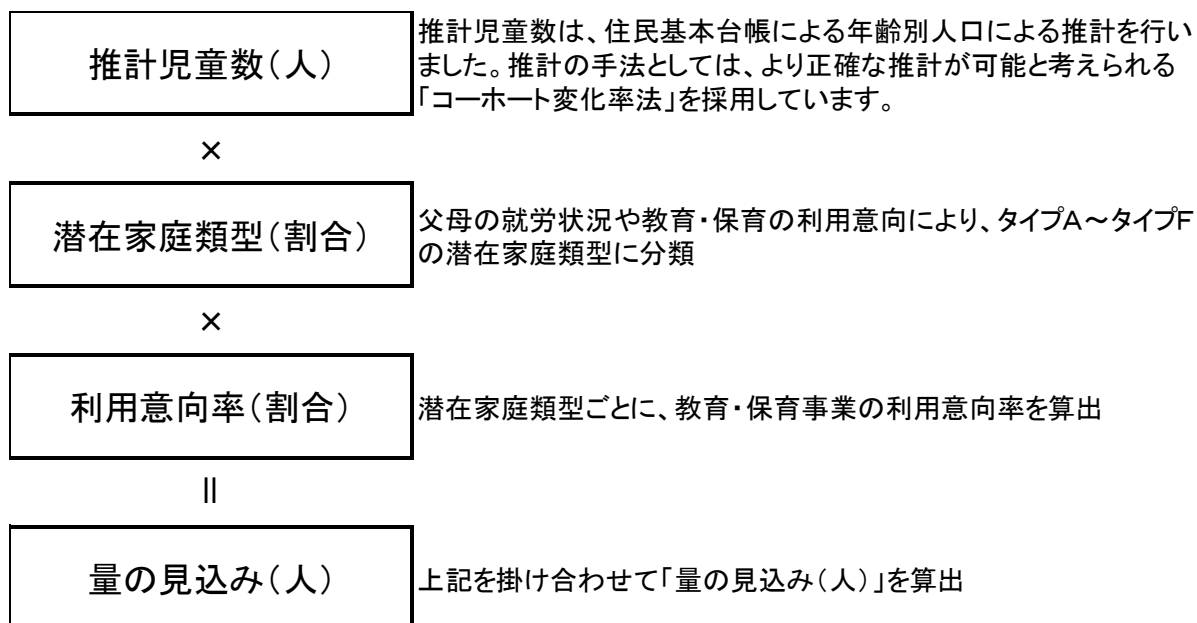 推計児童数(人)
推計児童数は、住民基本台帳による年齢別人口による推計を行い
ました。推計の手法としては、より正確な推計が可能と考えられる
「コーホート変化率法」を採用しています。
×
潜在家庭類型(割合)
父母の就労状況や教育・保育の利用意向により、タイプA~タイプF
の潜在家庭類型に分類
×
利用意向率(割合)
潜在家庭類型ごとに、教育・保育事業の利用意向率を算出
॥
量の見込み(人)
上記を掛け合わせて「量の見込み(人)」を算出